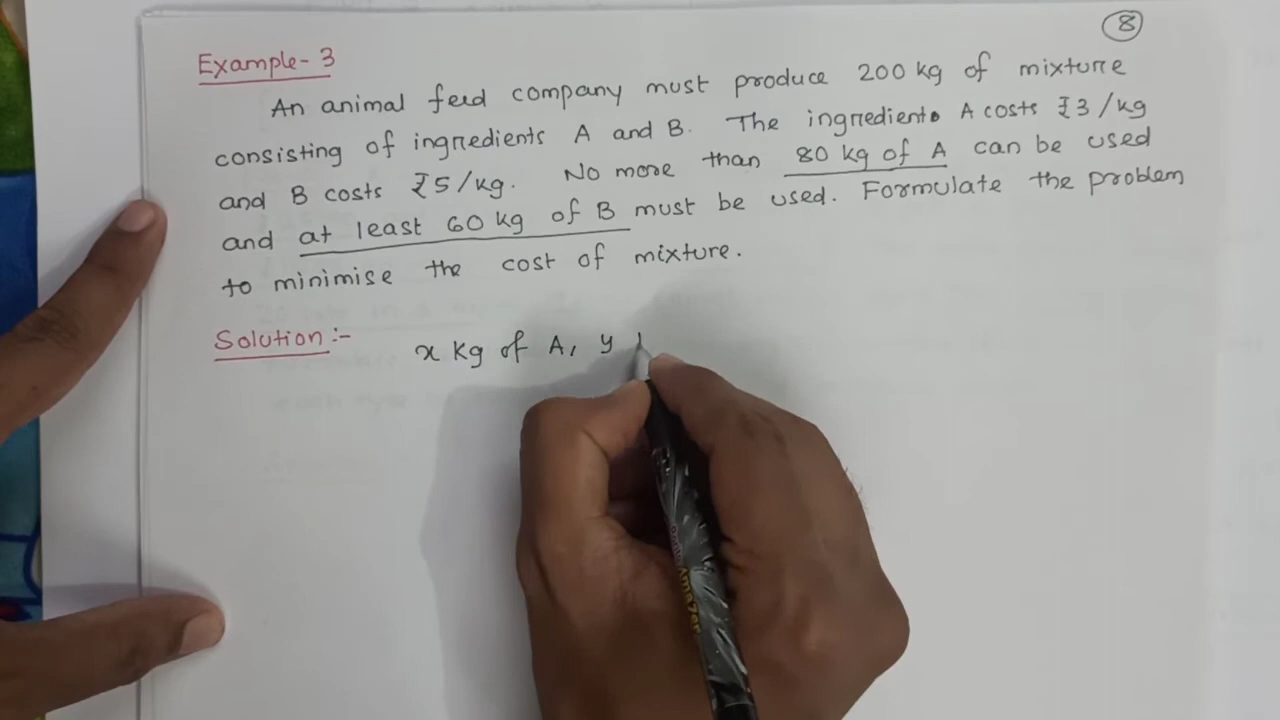 8
Example-3
An animal feed company must produce 200 kg of mixture
consisting of ingredients A and B. The ingredient A costs ₹3/kg
and B costs ₹5/kg. No more than 80 kg of A can be used
and at least 60 kg of B must be used. Formulate the problem
to minimise the cost of mixture.
Solution:-
x Kg of A, y